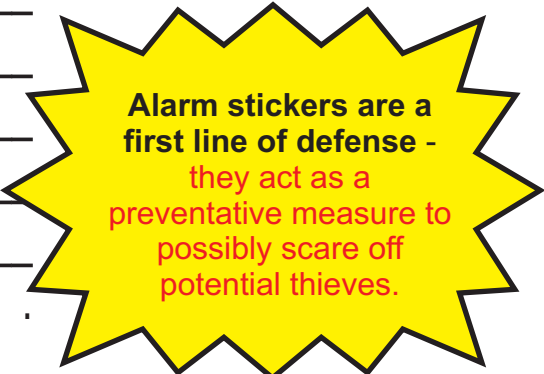 Alarm stickers are a
first line of defense -
they act as a
preventative measure to
possibly scare off
potential thieves.